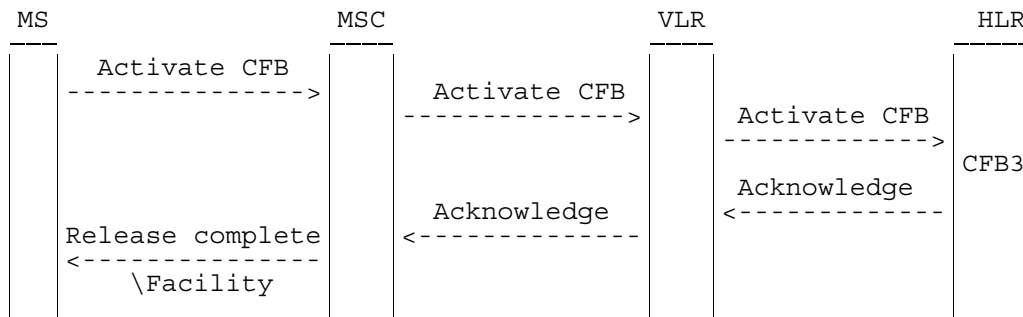 MS MSC VLR HLR
Activate CFB
--------------->
Activate CFB
-------------->
Activate CFB
------------->
CFB3
Acknowledge
<-------------
Acknowledge
<--------------
Release complete
<---------------
\Facility